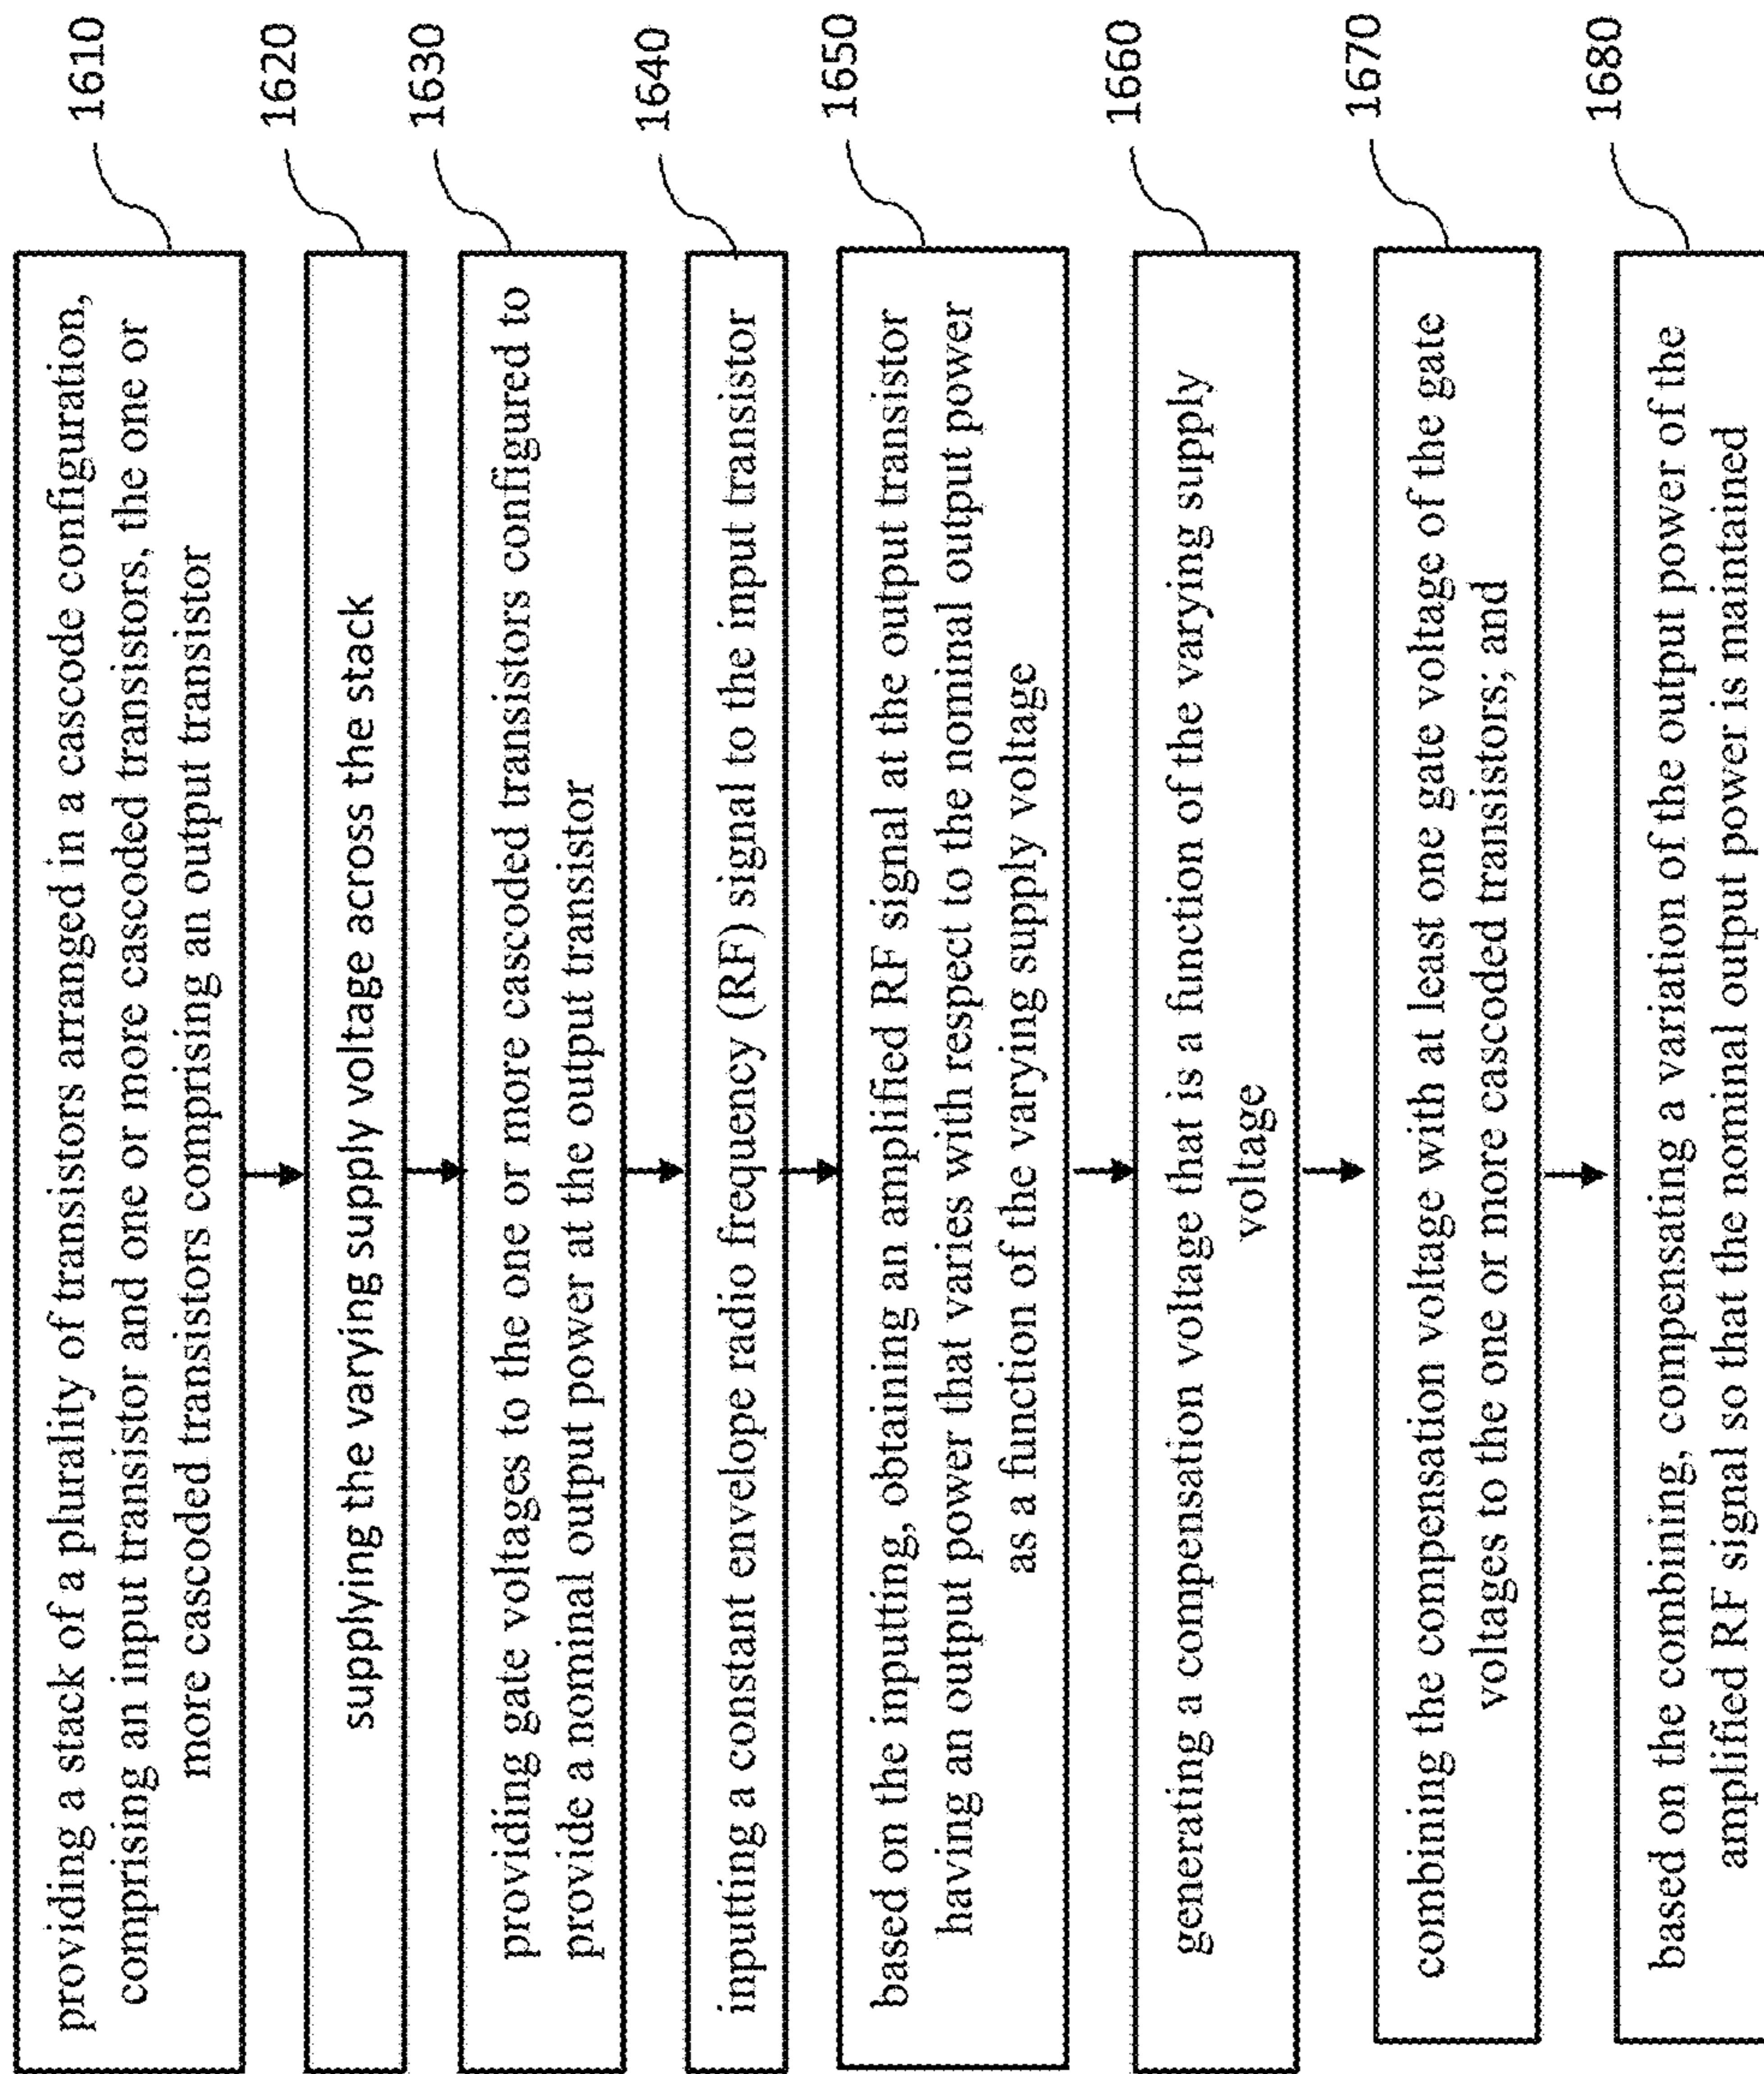 providing a stack of a plurality of transistors arranged in a cascode configuration,
comprising an input transistor and one or more cascoded transistors, the one or
more cascoded transistors comprising an output transistor
1610
supplying the varying supply voltage across the stack
1620
providing gate voltages to the one or more cascoded transistors configured to
provide a nominal output power at the output transistor
1630
inputting a constant envelope radio frequency (RF) signal to the input transistor
1640
based on the inputting, obtaining an amplified RF signal at the output transistor
having an output power that varies with respect to the nominal output power
as a function of the varying supply voltage
1650
generating a compensation voltage that is a function of the varying supply
voltage
1660
combining the compensation voltage with at least one gate voltage of the gate
voltages to the one or more cascoded transistors; and
1670
based on the combining, compensating a variation of the output power of the
amplified RF signal so that the nominal output power is maintained
1680